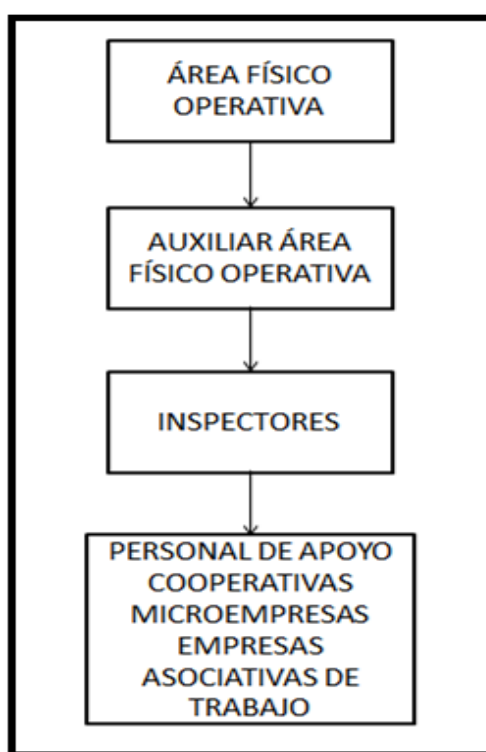 ÁREA FÍSICO
OPERATIVA
AUXILIAR ÁREA
FÍSICO OPERATIVA
INSPECTORES
PERSONAL DE APOYO
COOPERATIVAS
MICROEMPRESAS
EMPRESAS
ASOCIATIVAS DE
TRABAJO